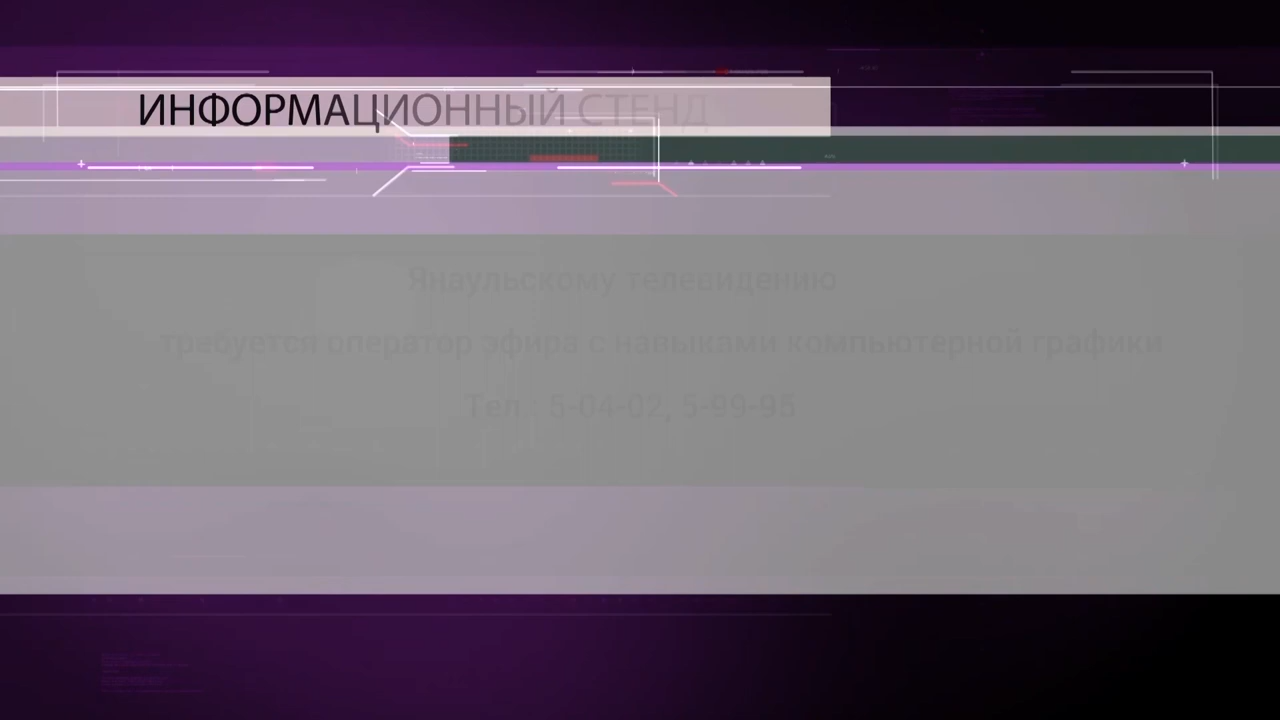 ИНФОРМАЦИОННЫЙ СТЕНД
Янаульскому телевидению
требуется оператор эфира с навыками компьютерной графики
Тел.: 5-04-02, 5-99-95